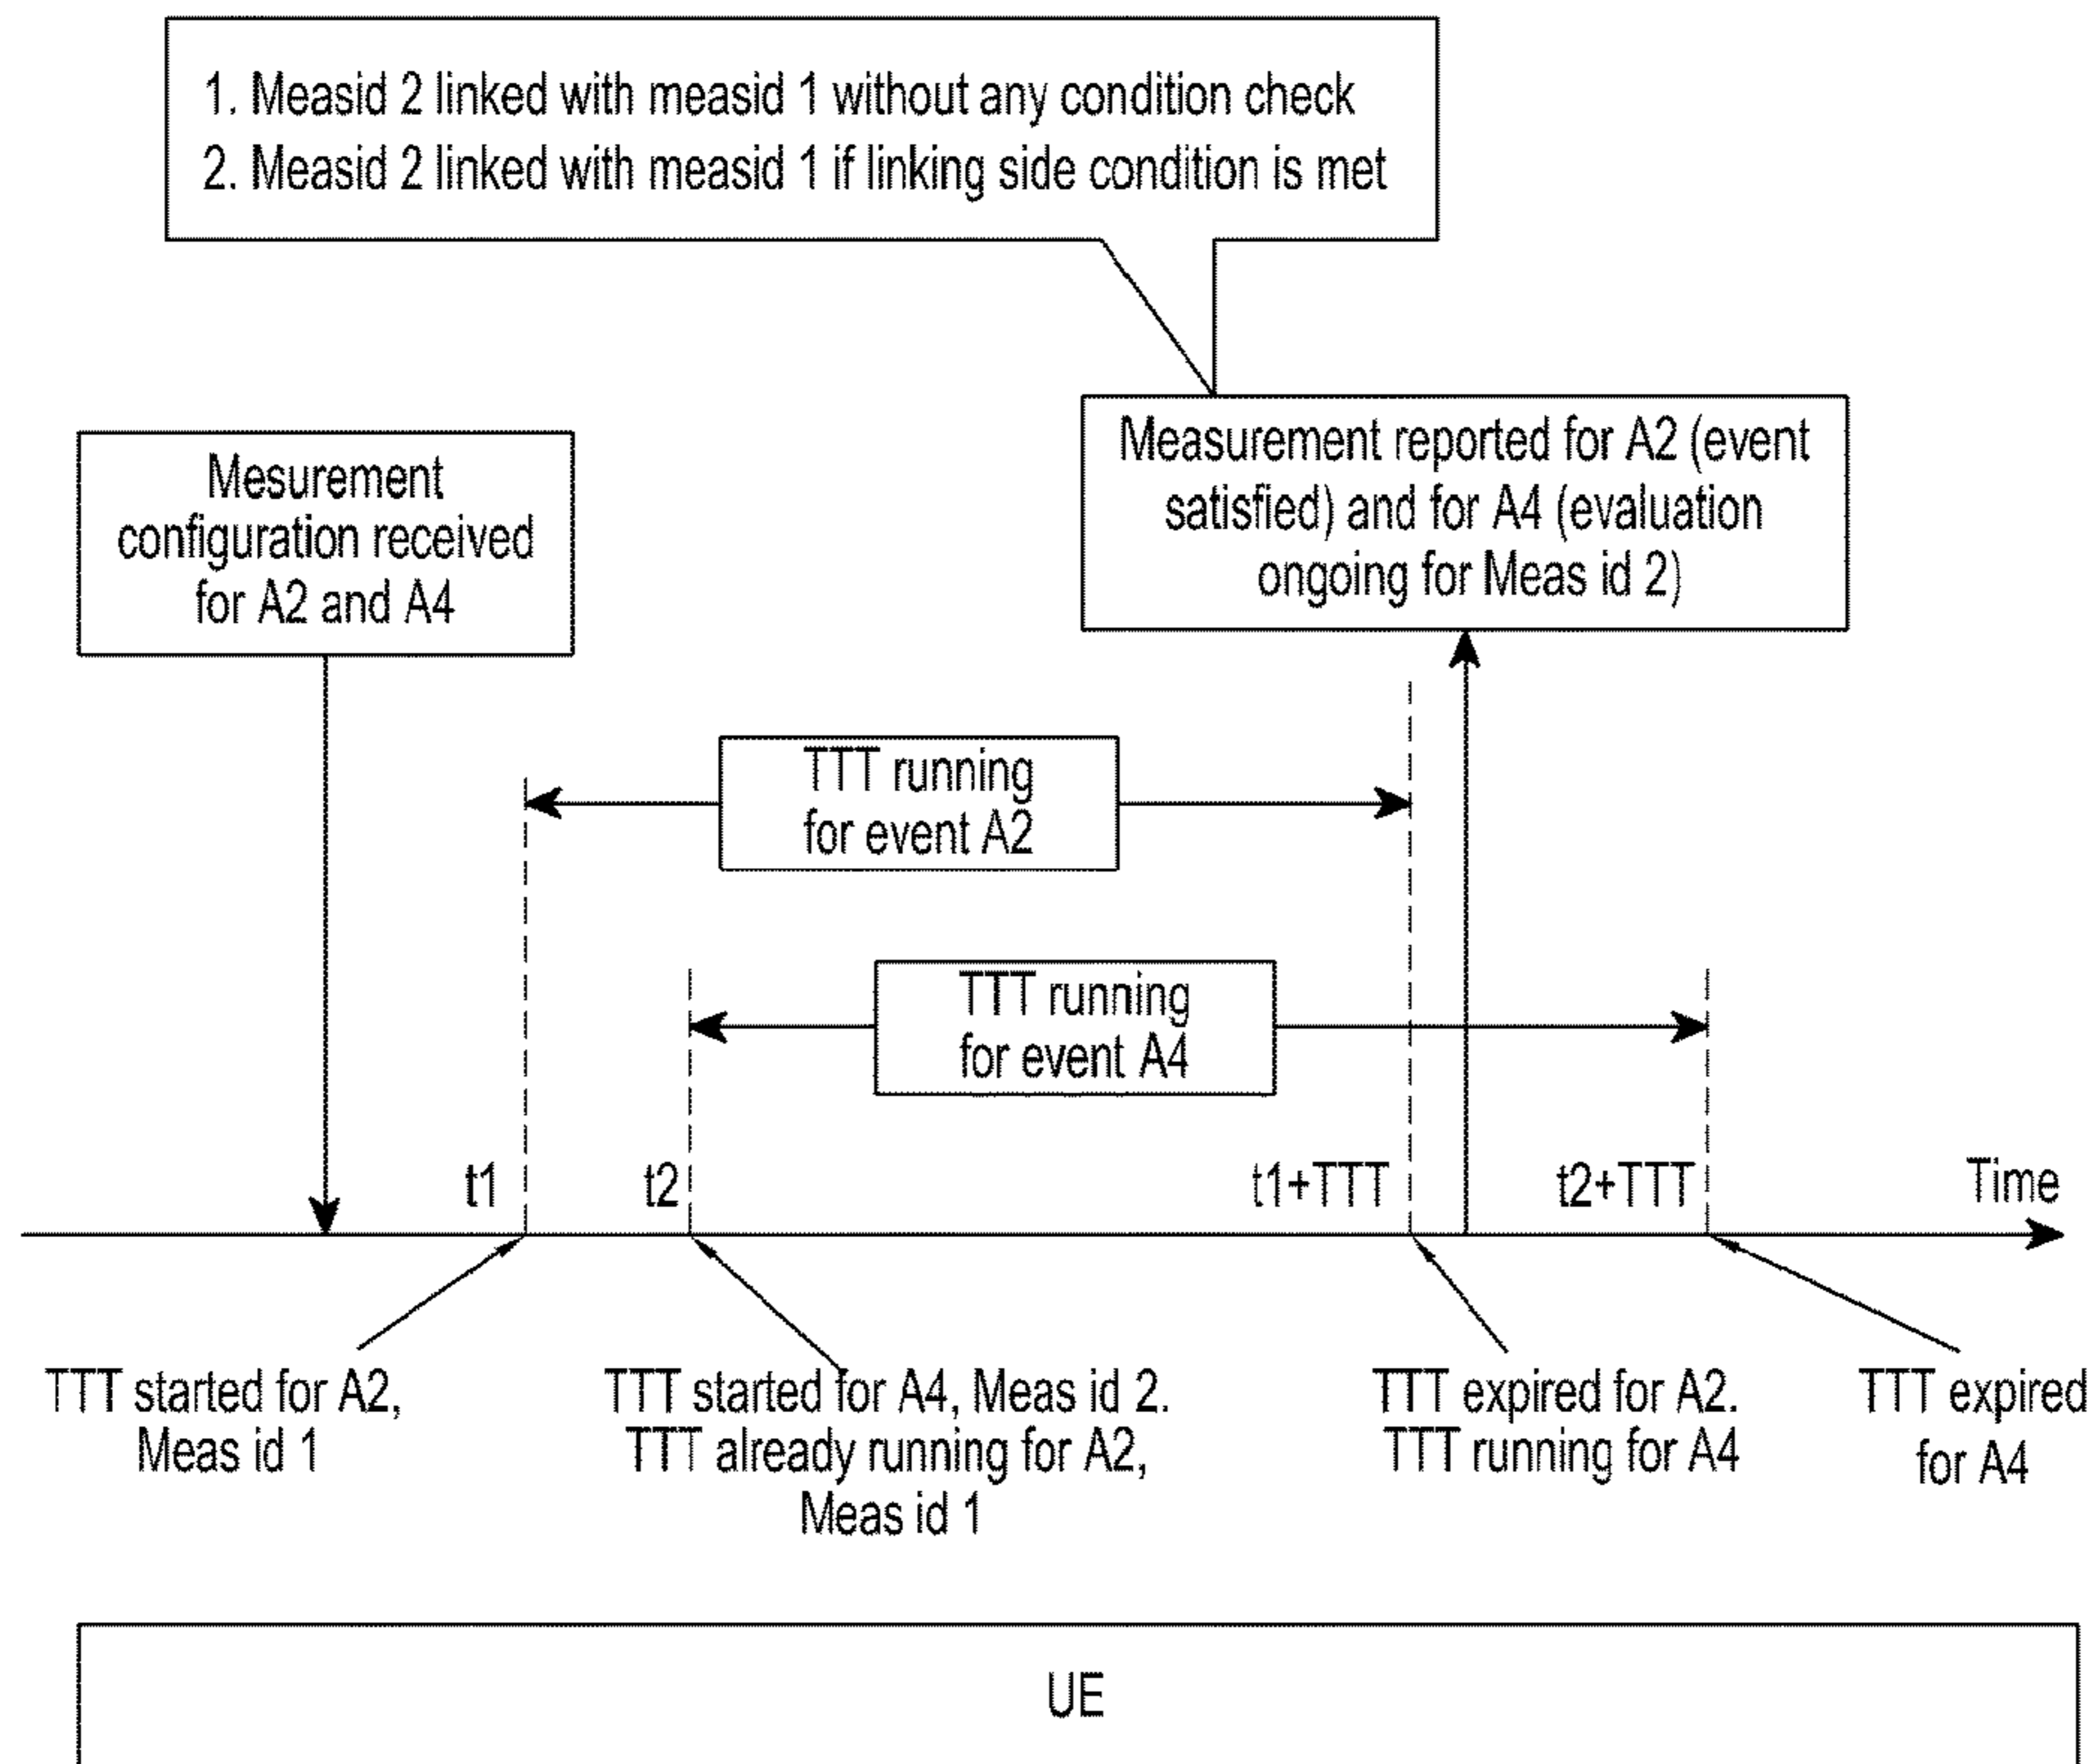 1. Measid 2 linked with measid 1 without any condition check
2. Measid 2 linked with measid 1 if linking side condition is met
Mesurement
configuration received
for A2 and A4
Measurement reported for A2 (event
satisfied) and for A4 (evaluation
ongoing for Meas id 2)
TTT running
for event A2
TTT running
for event A4
t1
t2
t1+TTT
t2+TTT
Time
TTT started for A2,
Meas id 1
TTT started for A4, Meas id 2.
TTT already running for A2,
Meas id 1
TTT expired for A2.
TTT running for A4
TTT expired
for A4
UE